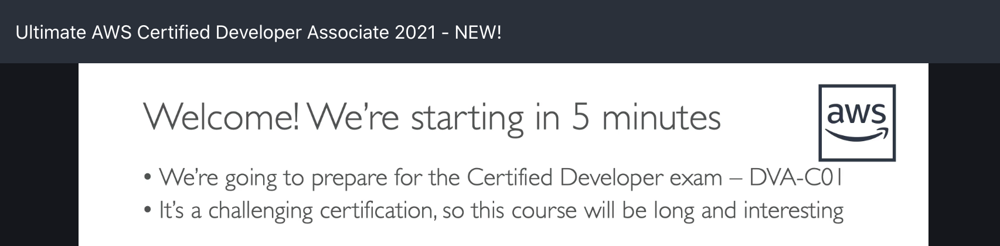 Ultimate AWS Certified Developer Associate 2021 - NEW!
Welcome! We're starting in 5 minutes
aws
• We're going to prepare for the Certified Developer exam – DVA-C01
• It's a challenging certification, so this course will be long and interesting